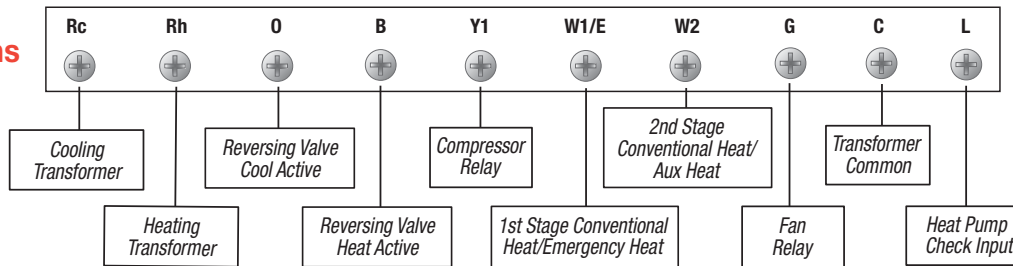 Rc Rh O B Y1 W1/E W2 G C L
Cooling
Transformer
Heating
Transformer
Reversing Valve
Cool Active
Reversing Valve
Heat Active
Compressor
Relay
1st Stage Conventional
Heat/Emergency Heat
2nd Stage
Conventional Heat/
Aux Heat
Fan
Relay
Transformer
Common
Heat Pump
Check Input